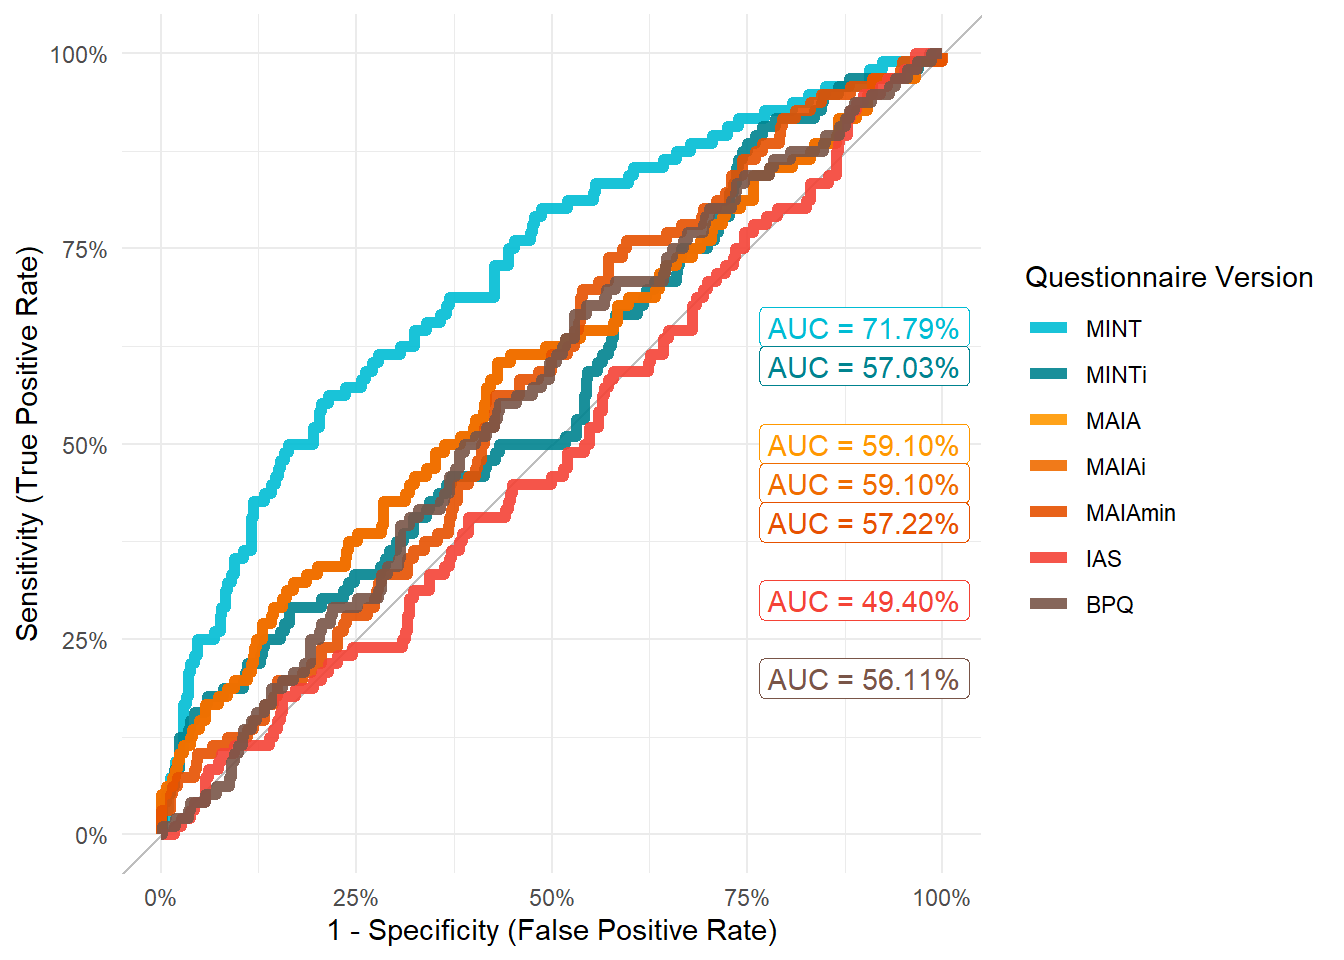 100%
75%
50%
25%
0%
Sensitivity (True Positive Rate)
0%
25%
50%
75%
100%
1 - Specificity (False Positive Rate)
AUC = 71.79%
AUC = 57.03%
AUC = 59.10%
AUC = 59.10%
AUC = 57.22%
AUC = 49.40%
AUC = 56.11%
Questionnaire Version
MINT
MINTi
MAIA
MAIAi
MAIAmin
IAS
BPQ